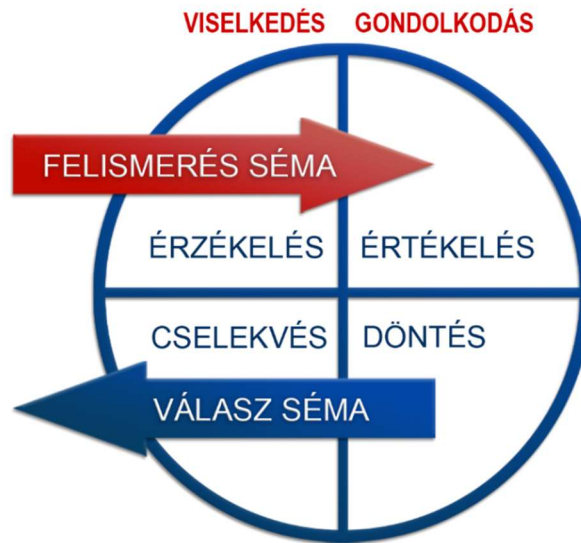 VISELKEDÉS GONDOLKODÁS
FELISMERÉS SÉMA
ÉRZÉKELÉS ÉRTÉKELÉS
CSELEKVÉS DÖNTÉS
VÁLASZ SÉMA